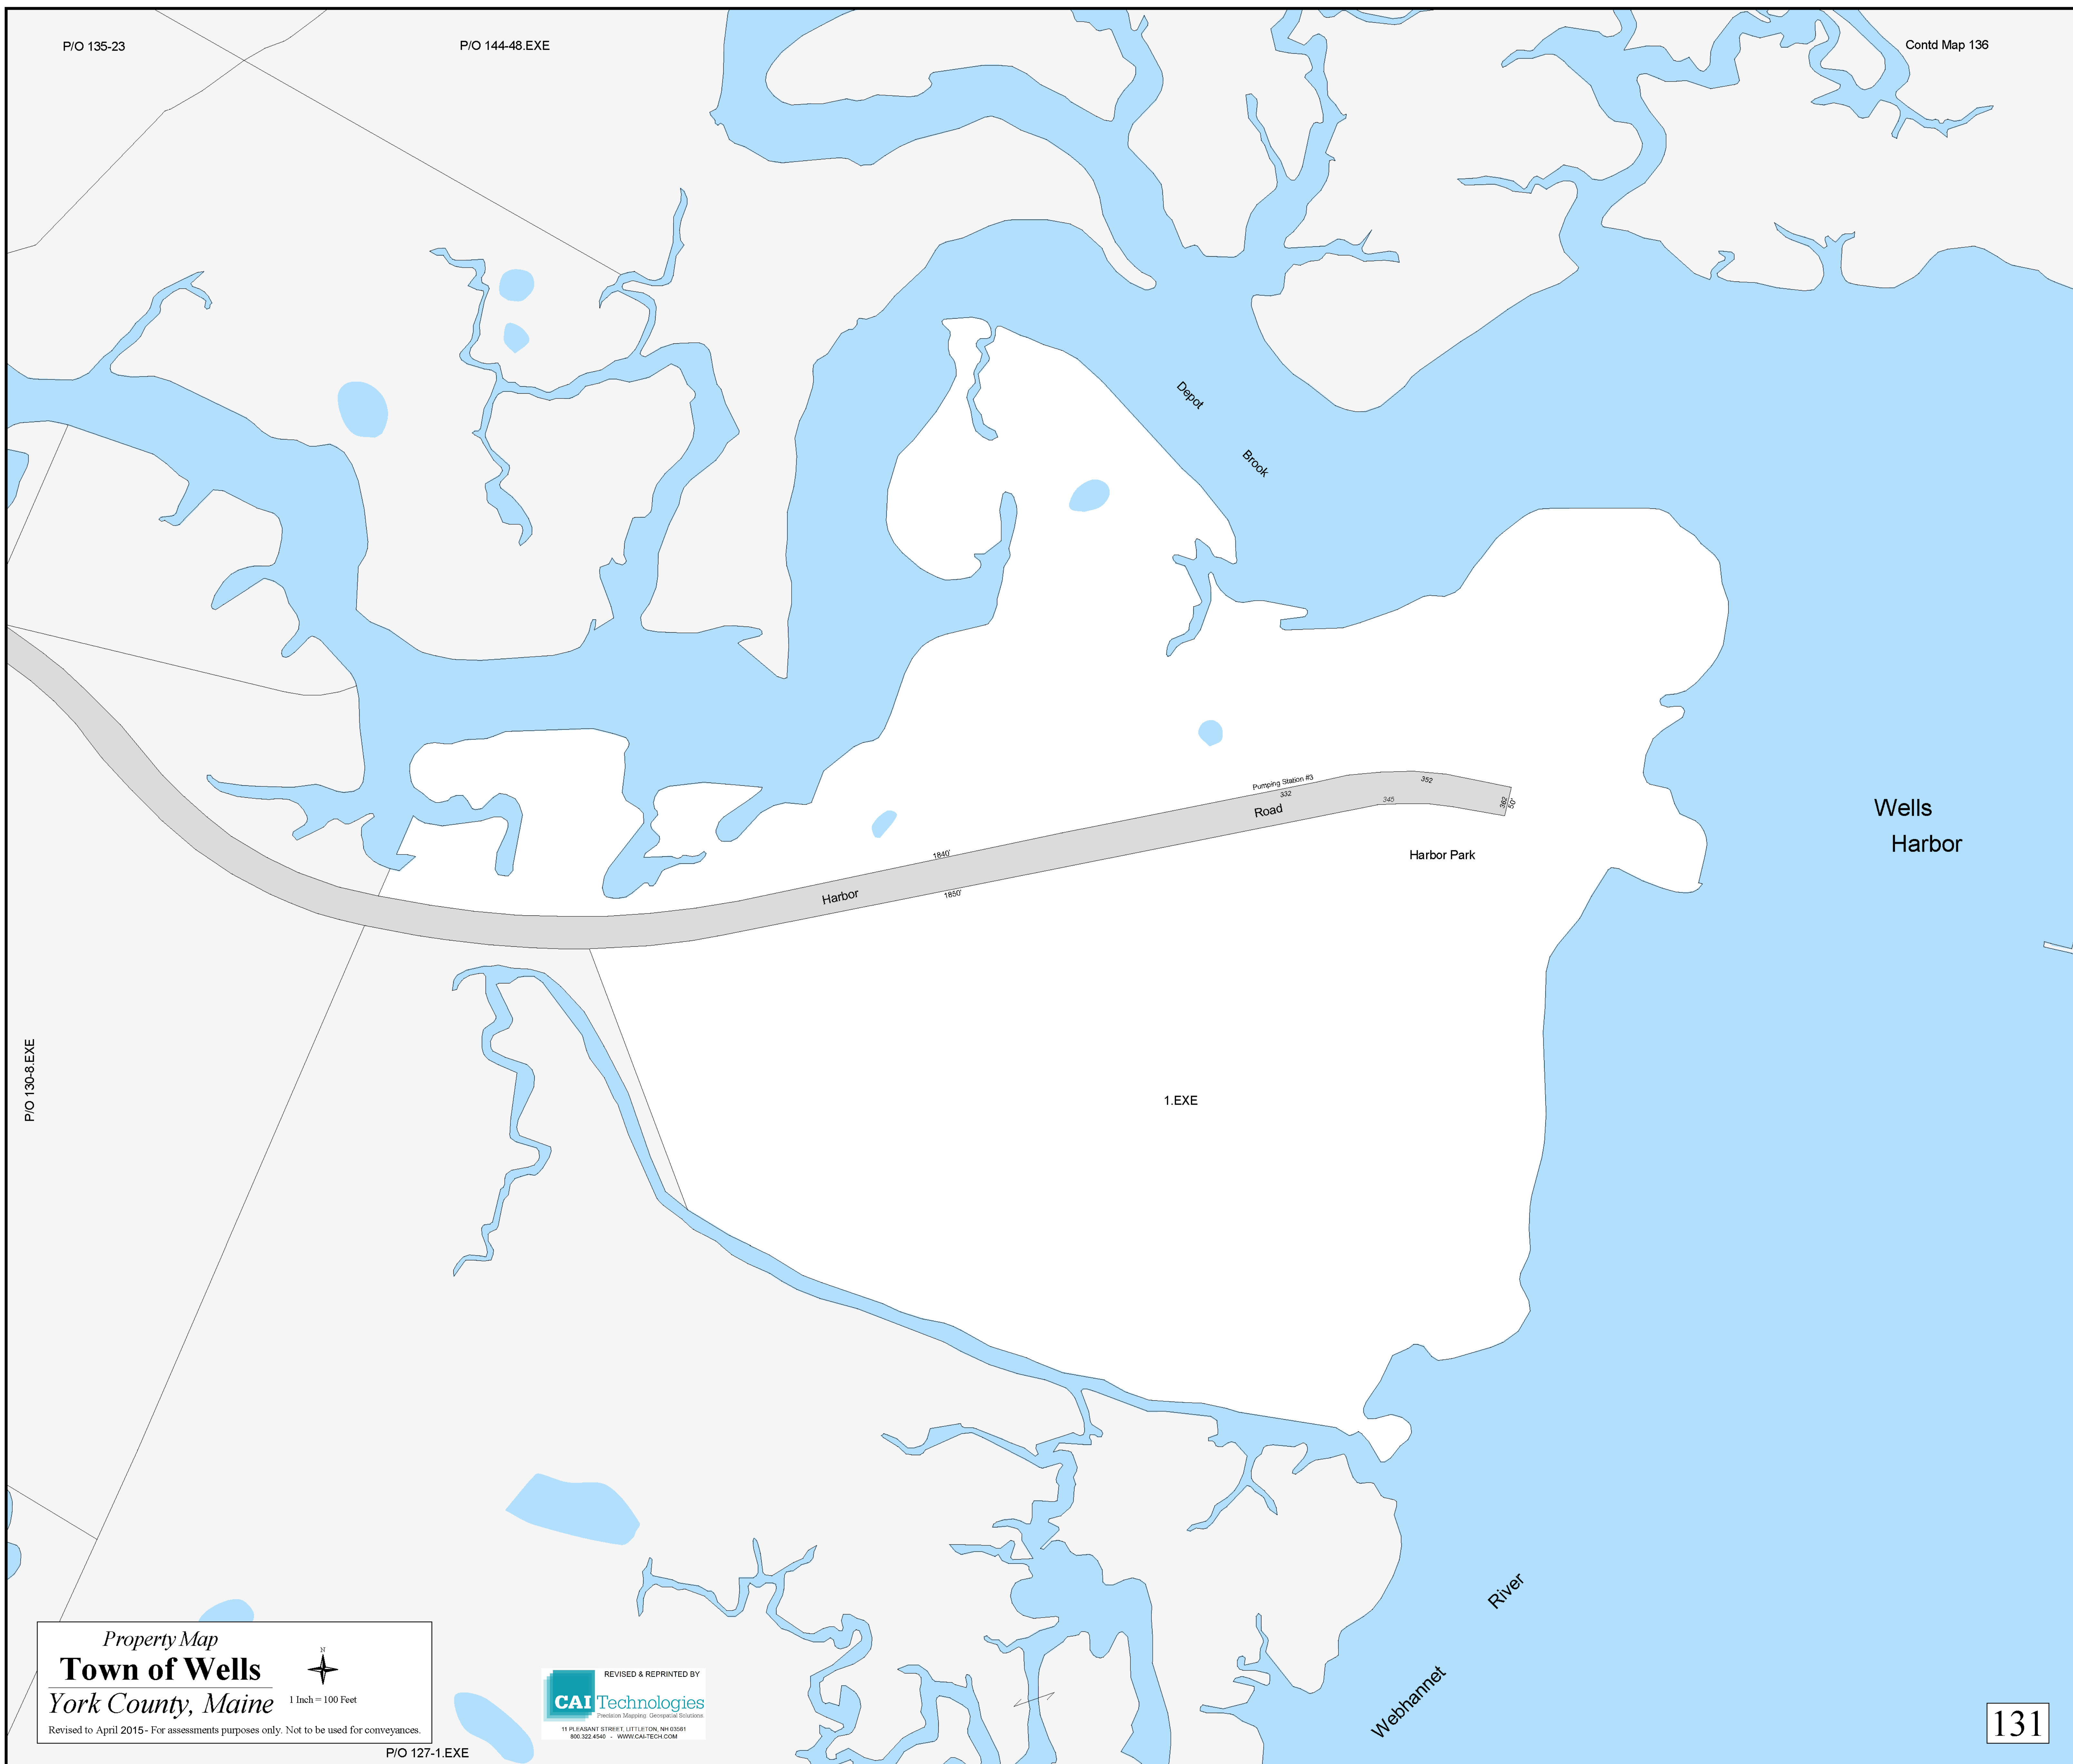 P/O 135-23
P/O 144-48.EXE
Contd Map 136
Depot
Brook
Pumping Station #3
332
352
345
362
50'
Road
Harbor Park
Wells
Harbor
1840'
Harbor
1850'
P/O 130-8.EXE
1.EXE
River
Webhannet
Property Map
Town of Wells
York County, Maine
N
1 Inch = 100 Feet
Revised to April 2015- For assessments purposes only. Not to be used for conveyances.
REVISED & REPRINTED BY
CAI Technologies
Precision Mapping. Geospatial Solutions
11 PLEASANT STREET, LITTLETON, NH 03561
800.322.4540 - WWW.CAI-TECH.COM
P/O 127-1.EXE
131